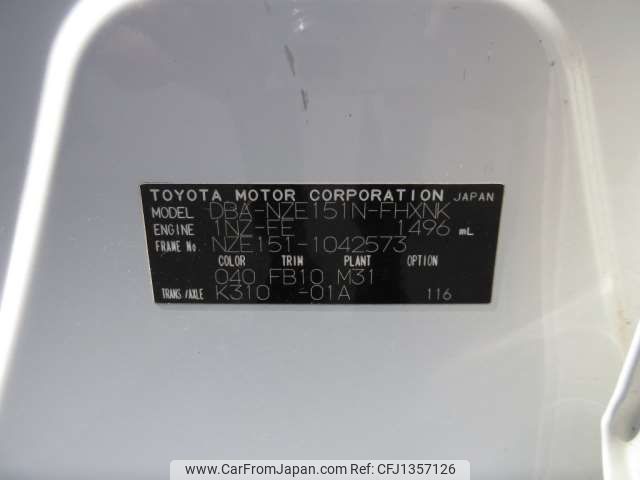 TOYOTA MOTOR CORPORATION JAPAN
MODEL DBA-NZE151N-FHXNK
ENGINE 1NZ-FE 1496 mL
FRAME No. NZE151-1042573
COLOR TRIM PLANT OPTION
040 FB10 M31
TRANS/AXLE K310 -01A 116
www.CarFromJapan.com - CFJ1357126